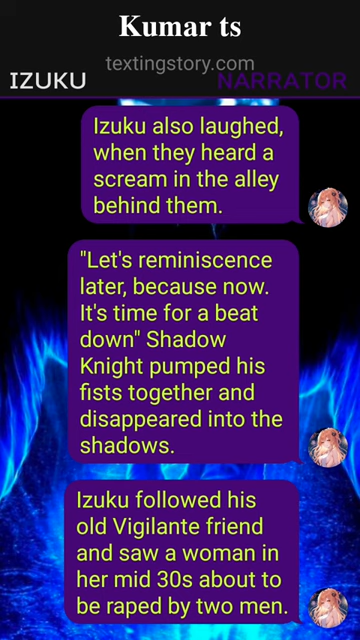 Kumar ts
textingstory.com
IZUKU NARRATOR
Izuku also laughed,
when they heard a
scream in the alley
behind them.
"Let's reminiscence
later, because now.
It's time for a beat
down" Shadow
Knight pumped his
fists together and
disappeared into the
shadows.
Izuku followed his
old Vigilante friend
and saw a woman in
her mid 30s about to
be raped by two men.